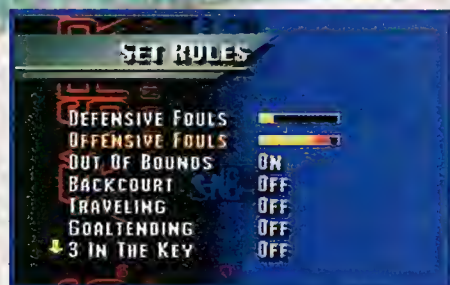 SET RULES
DEFENSIVE FOULS
OFFENSIVE FOULS
OUT OF BOUNDS ON
BACKCOURT OFF
TRAVELING OFF
GOALTENDING OFF
3 IN THE KEY OFF